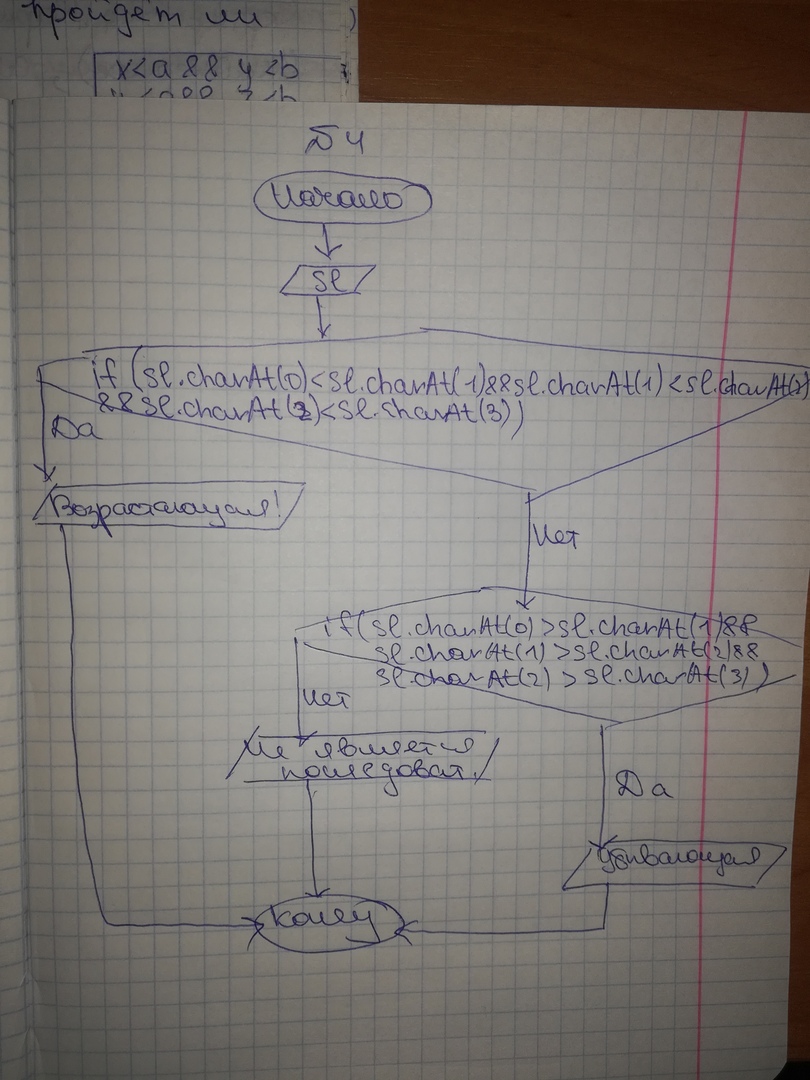 пройдет ли )
x<a && y<b
Д 4
Начало
sl
if (sl.charAt(0)<sl.charAt(1)&&sl.charAt(1)<sl.charAt(2)
&&sl.charAt(2)<sl.charAt(3))
Да
Возрастающая!
Нет
if(sl.charAt(0)>sl.charAt(1)&&
sl.charAt(1)>sl.charAt(2)&&
sl.charAt(2)>sl.charAt(3))
Нет
Не является
последоват.
Да
Убывающая
Конец